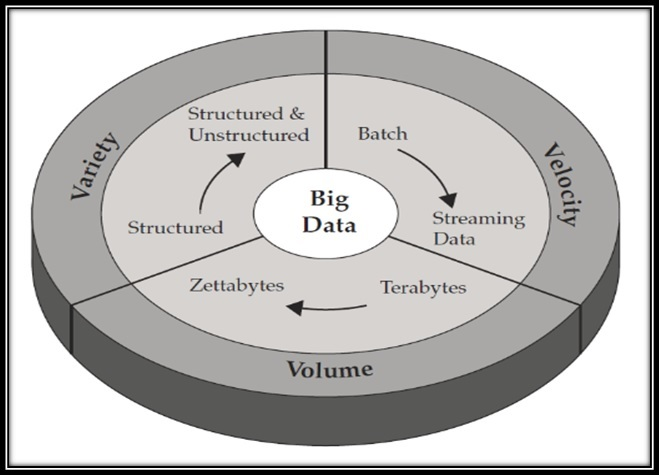 Structured &
Unstructured
Batch
Variety
Velocity
Big
Data
Structured
Streaming
Data
Zettabytes
Terabytes
Volume